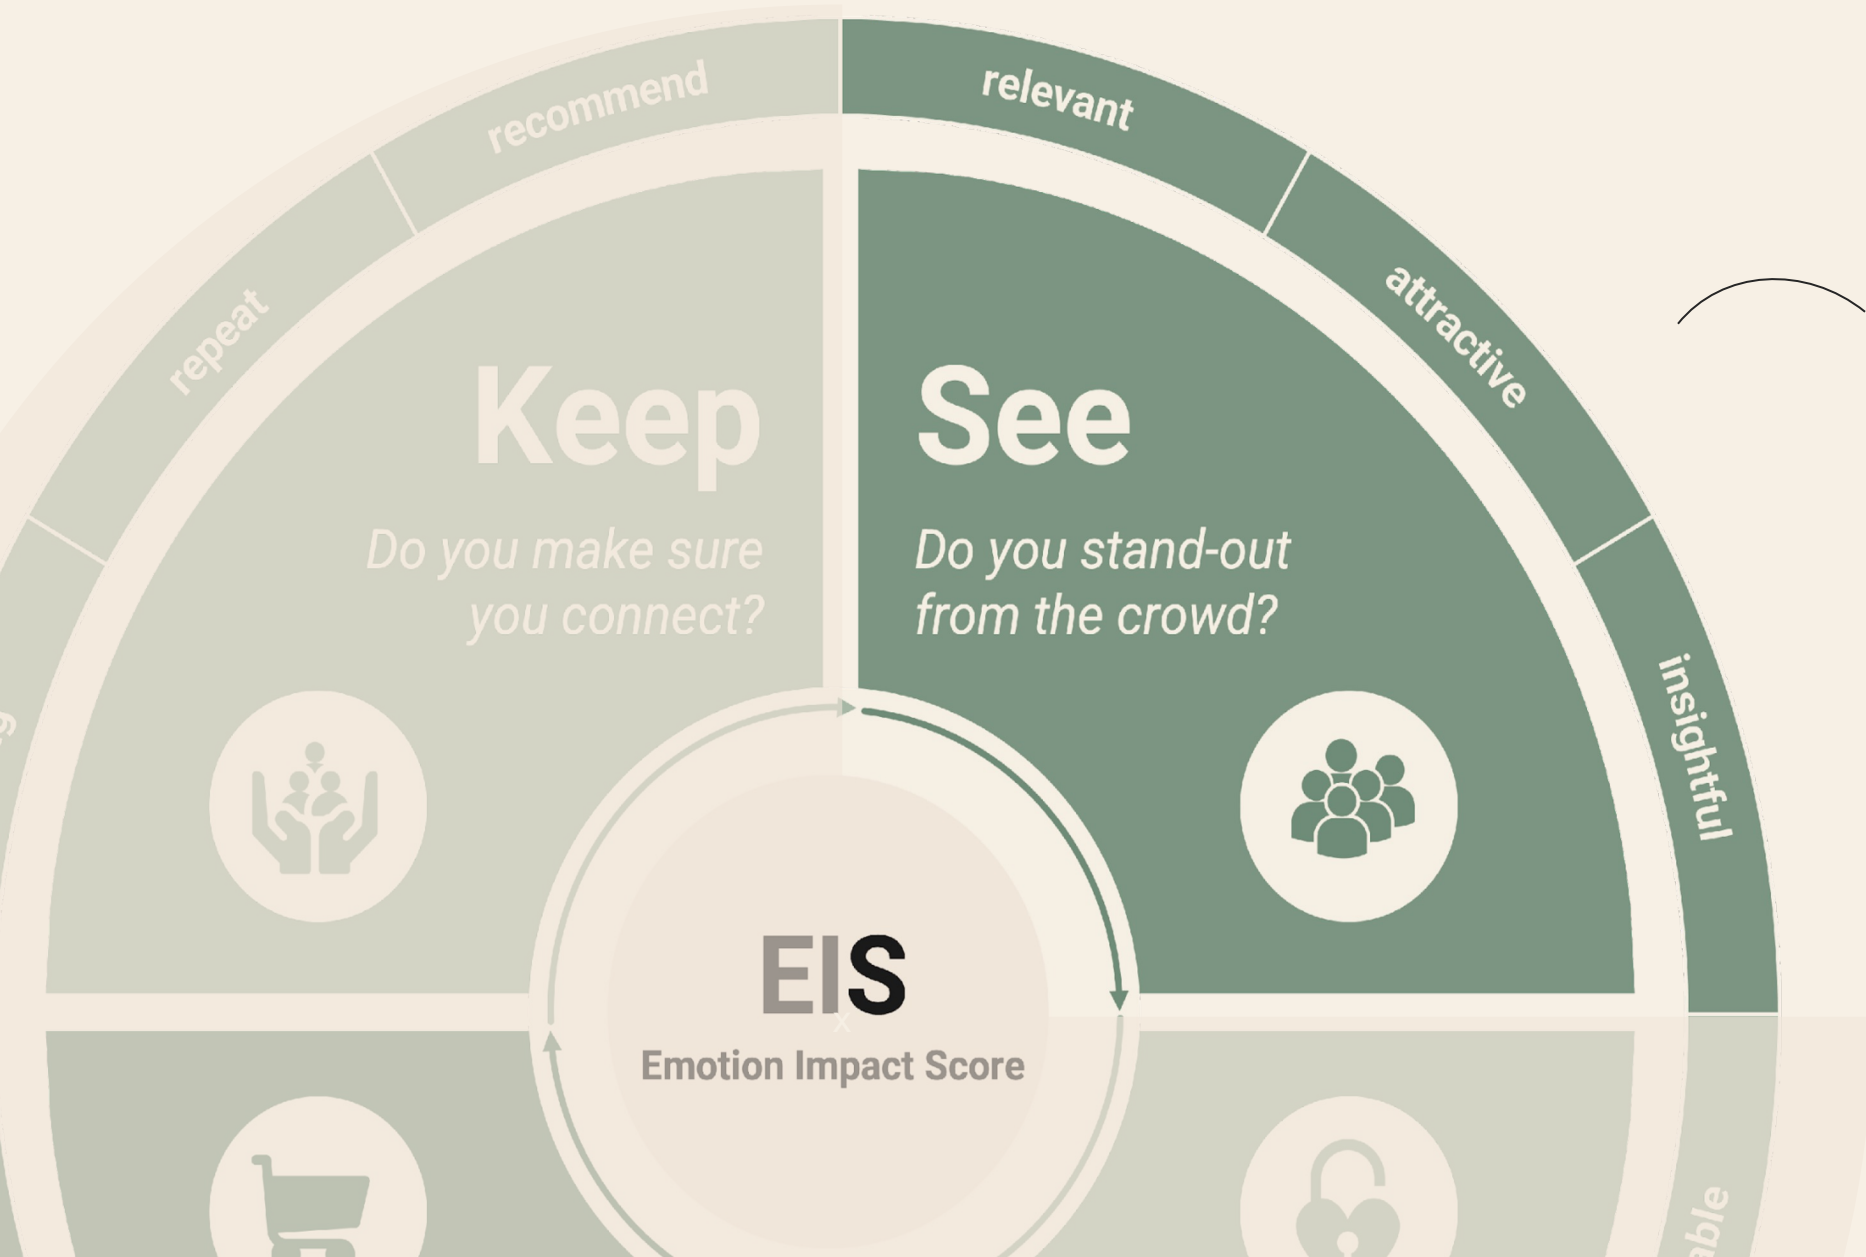 recommend
relevant
repeat
attractive
insightful
Keep
Do you make sure
you connect?
See
Do you stand-out
from the crowd?
EIS
Emotion Impact Score